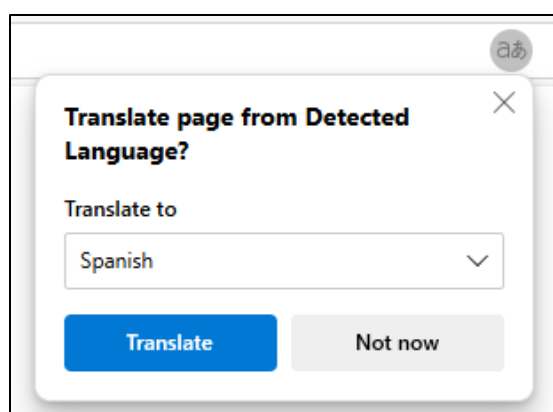 aあ
Translate page from Detected
Language?
Translate to
Spanish
Translate
Not now